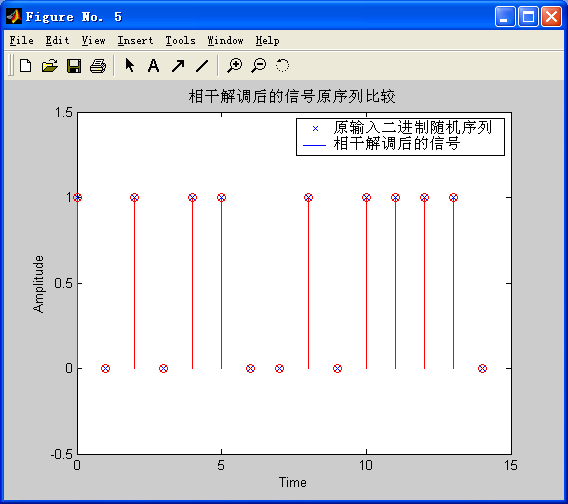 Figure No. 5
File Edit View Insert Tools Window Help
A
相干解调后的信号原序列比较
原输入二进制随机序列
相干解调后的信号
1.5
1
0.5
0
-0.5
Amplitude
0 5 10 15
Time